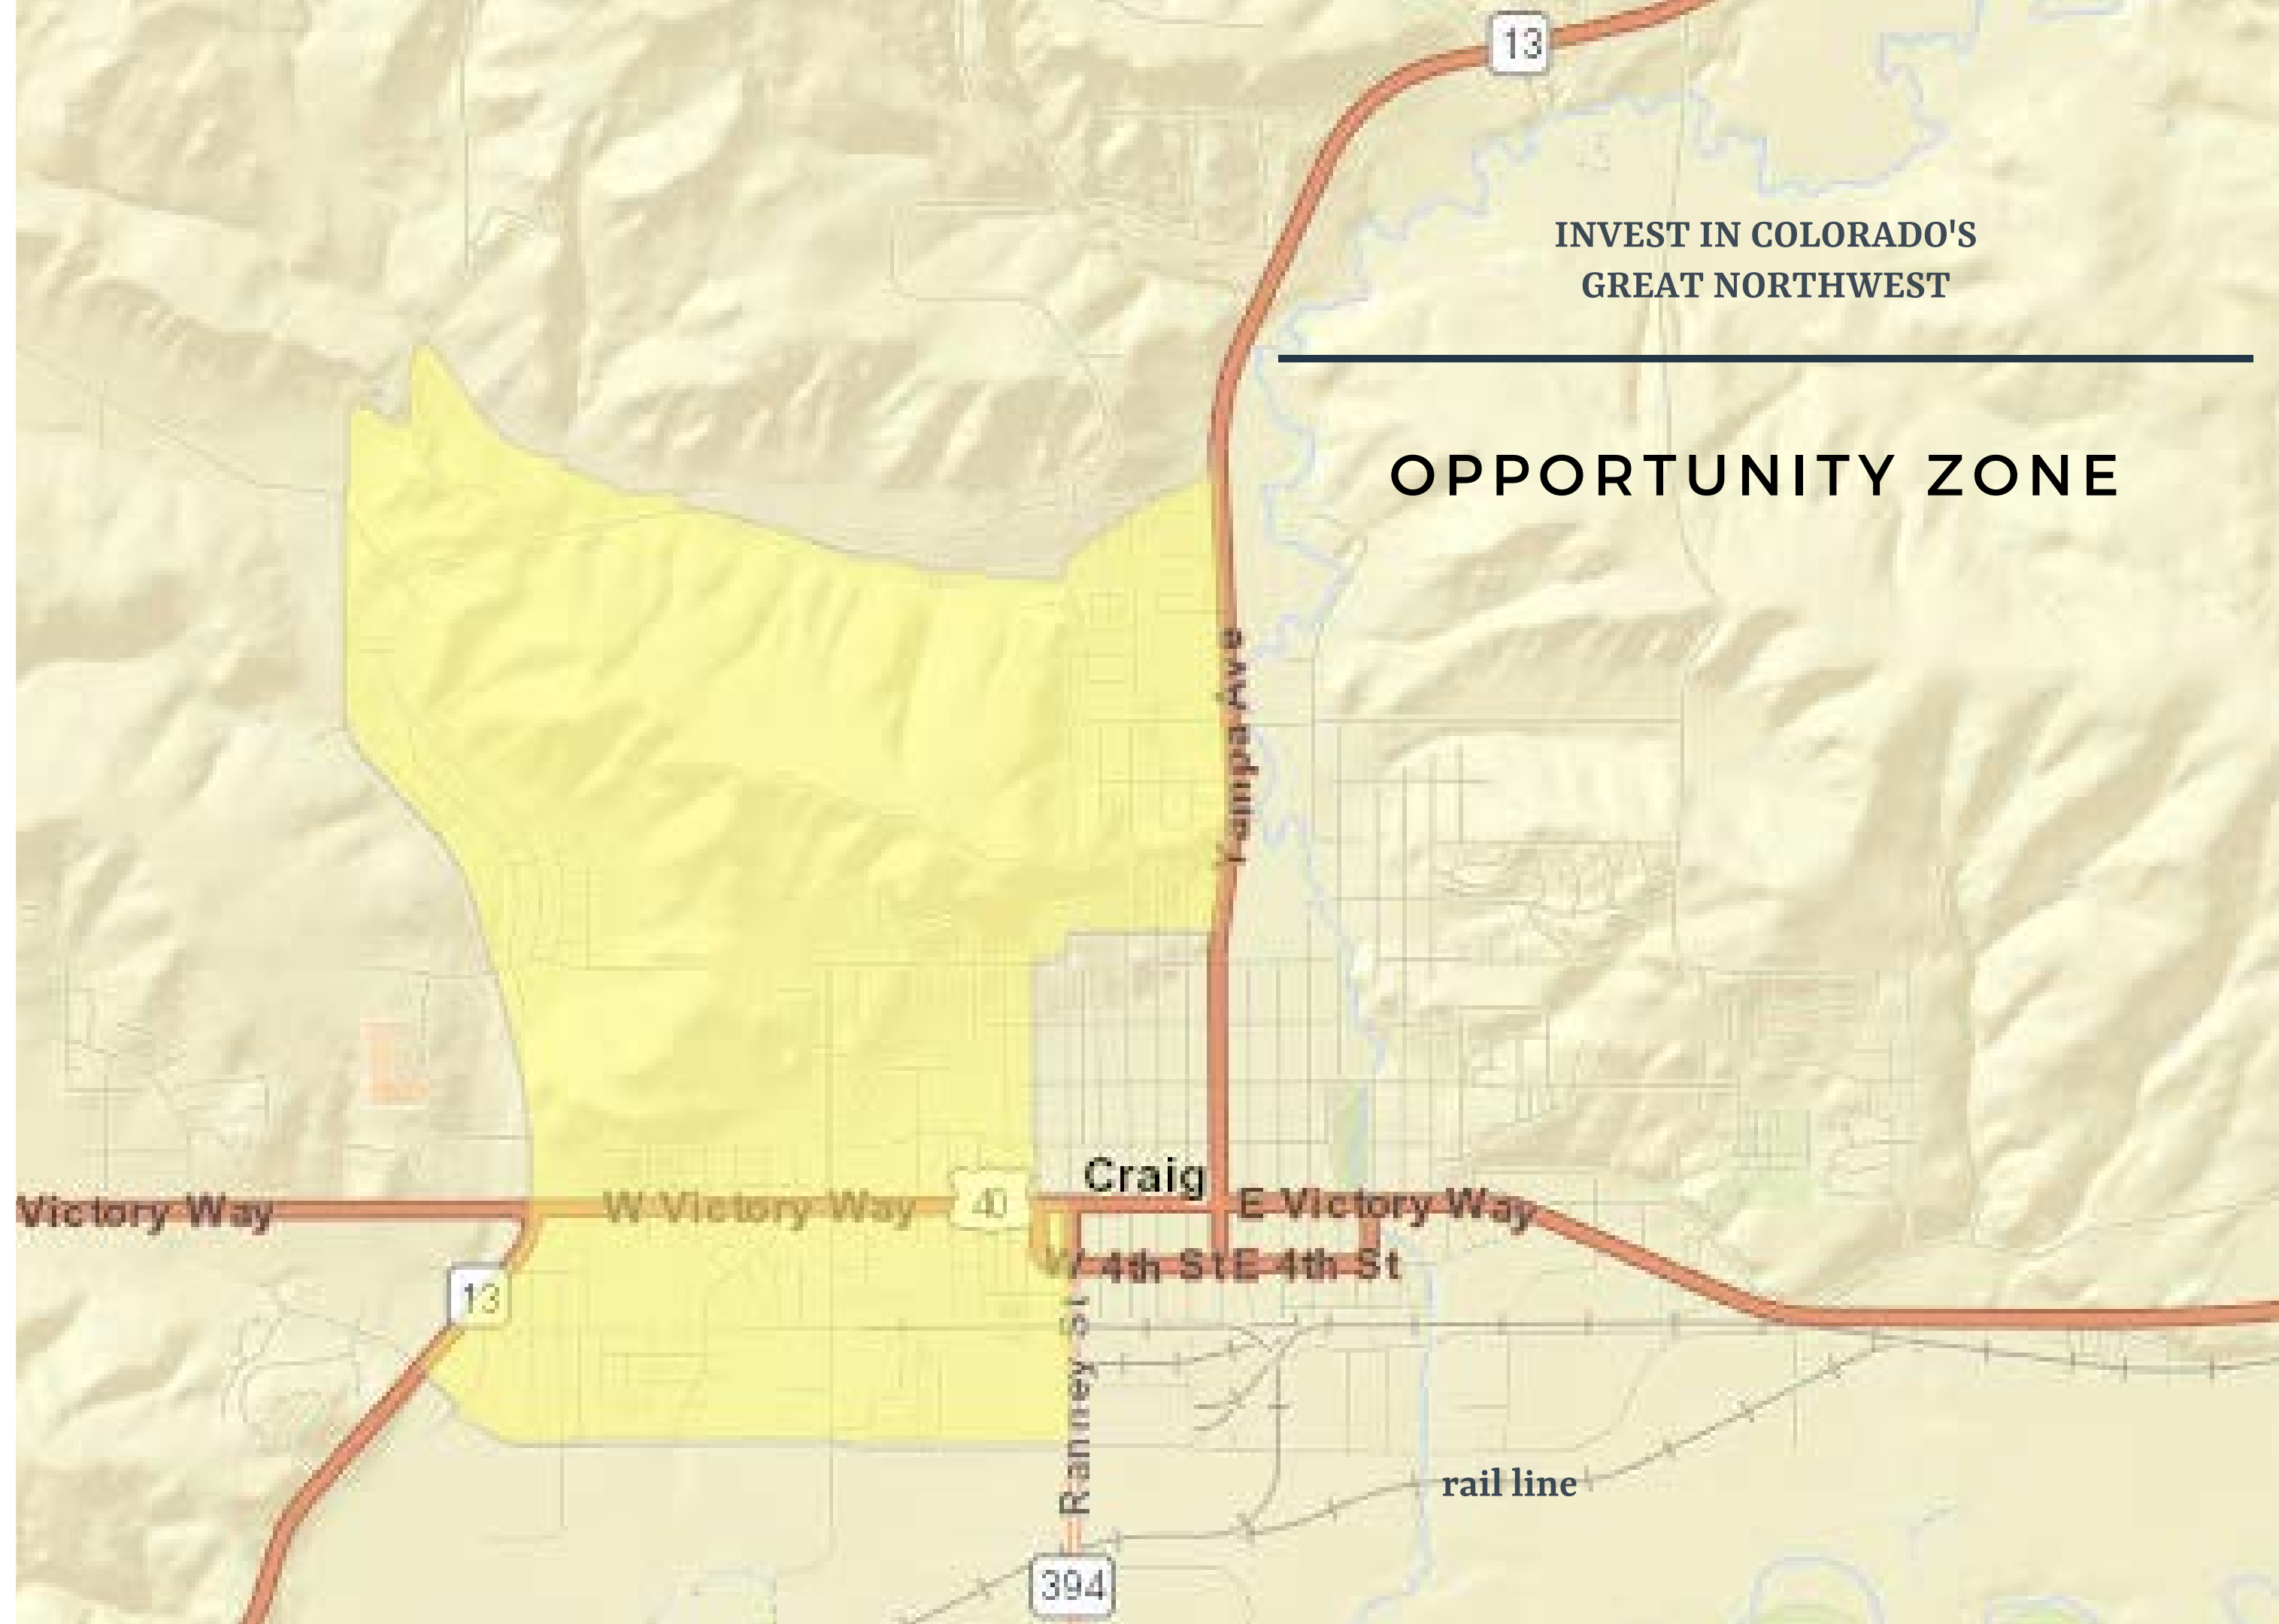 13
INVEST IN COLORADO'S
GREAT NORTHWEST
OPPORTUNITY ZONE
Yampa Ave
Craig
Victory Way
W Victory Way
40
E Victory Way
W 4th St
E 4th St
13
Ranney St
rail line
394